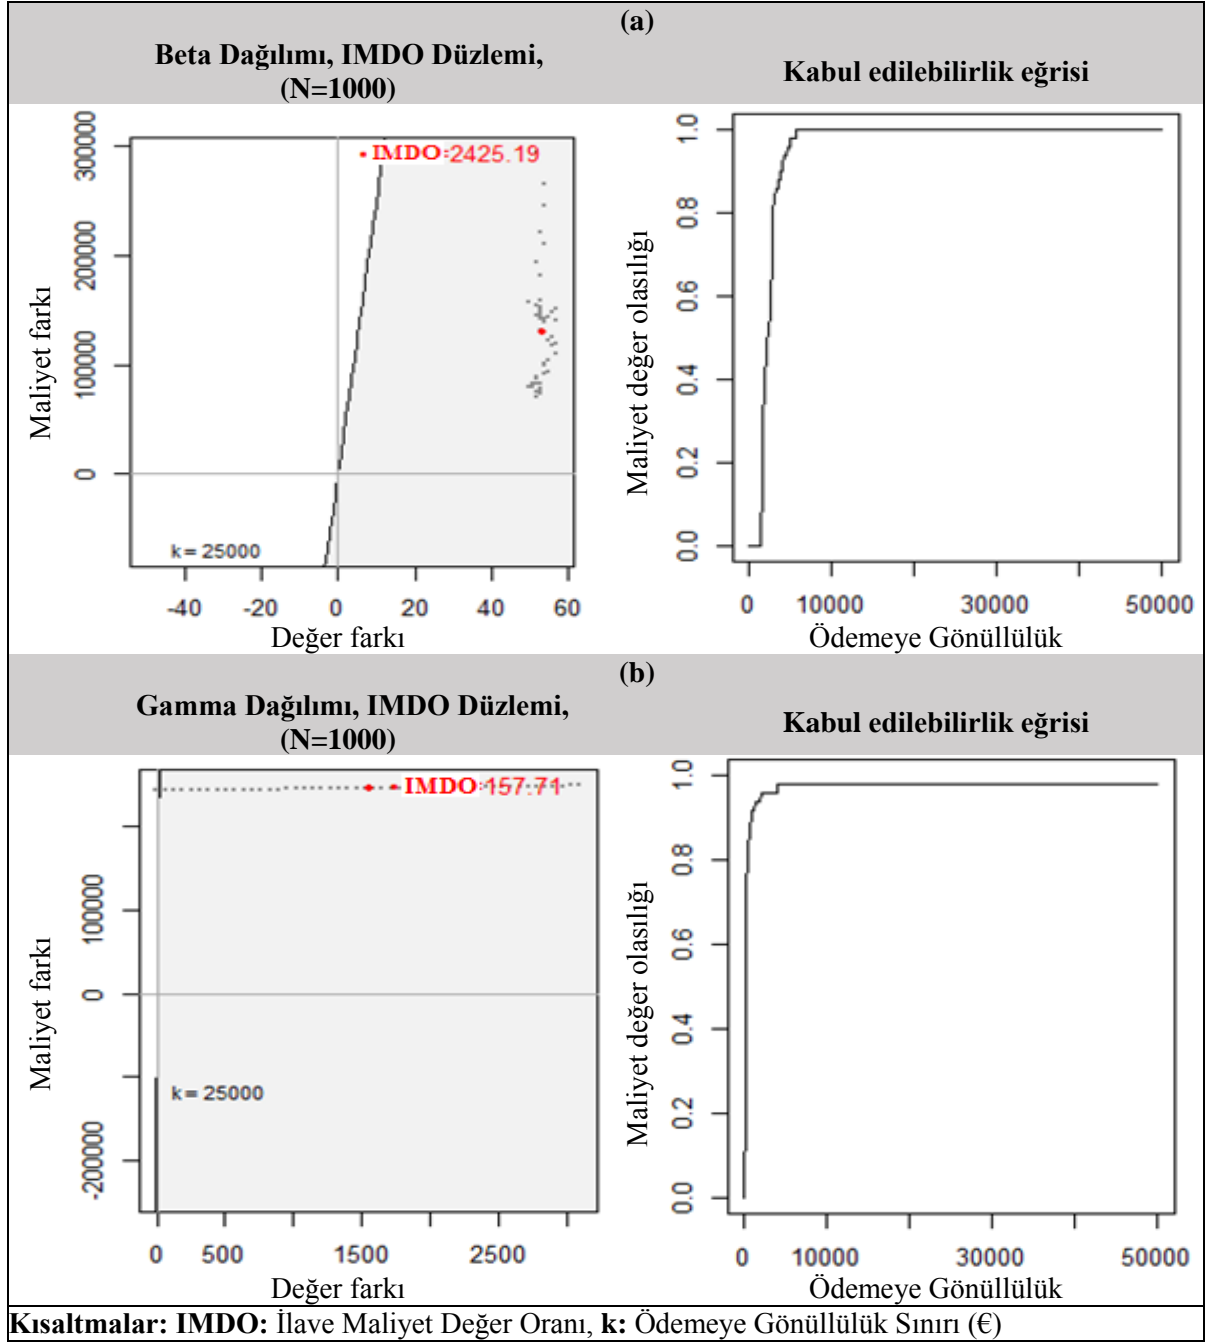 (a)
Beta Dağılımı, IMDO Düzlemi,
(N=1000)
Kabul edilebilirlik eğrisi
Maliyet farkı
300000
200000
100000
0
IMDO:2425.19
k = 25000
-40 -20 0 20 40 60
Değer farkı
Maliyet değer olasılığı
1.0
0.8
0.6
0.4
0.2
0.0
0 10000 30000 50000
Ödemeye Gönüllülük
(b)
Gamma Dağılımı, IMDO Düzlemi,
(N=1000)
Kabul edilebilirlik eğrisi
Maliyet farkı
100000
0
-200000
IMDO:157.71
k = 25000
0 500 1500 2500
Değer farkı
Maliyet değer olasılığı
1.0
0.8
0.6
0.4
0.2
0.0
0 10000 30000 50000
Ödemeye Gönüllülük
Kısaltmalar: IMDO: İlave Maliyet Değer Oranı, k: Ödemeye Gönüllülük Sınırı (€)